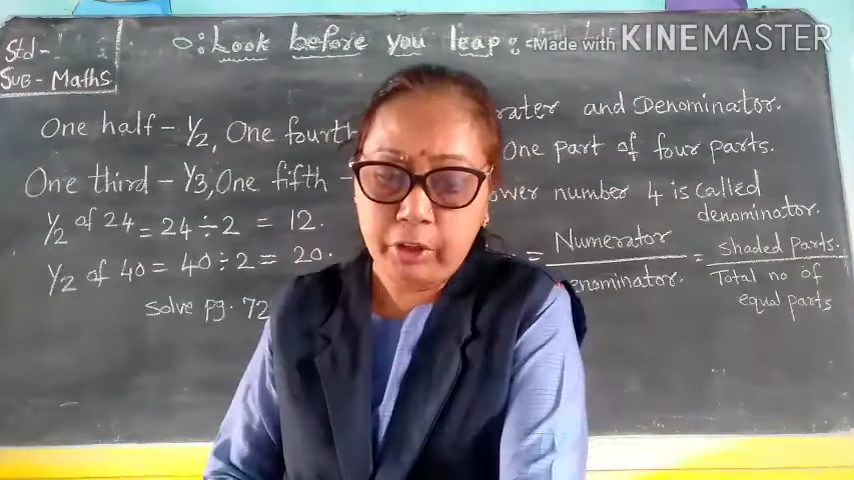 Std-
Sub - Maths
Look before you leap:
Made with KINEMASTER
One half - 1/2, One fourth
One third - 1/3, One fifth -
1/2 of 24 = 24 ÷ 2 = 12.
1/2 of 40 = 40 ÷ 2 = 20.
Solve pg. 72
and Denominator.
One part of four parts.
number 4 is called
denominator.
= Numerator = Shaded parts.
Total no of
equal parts